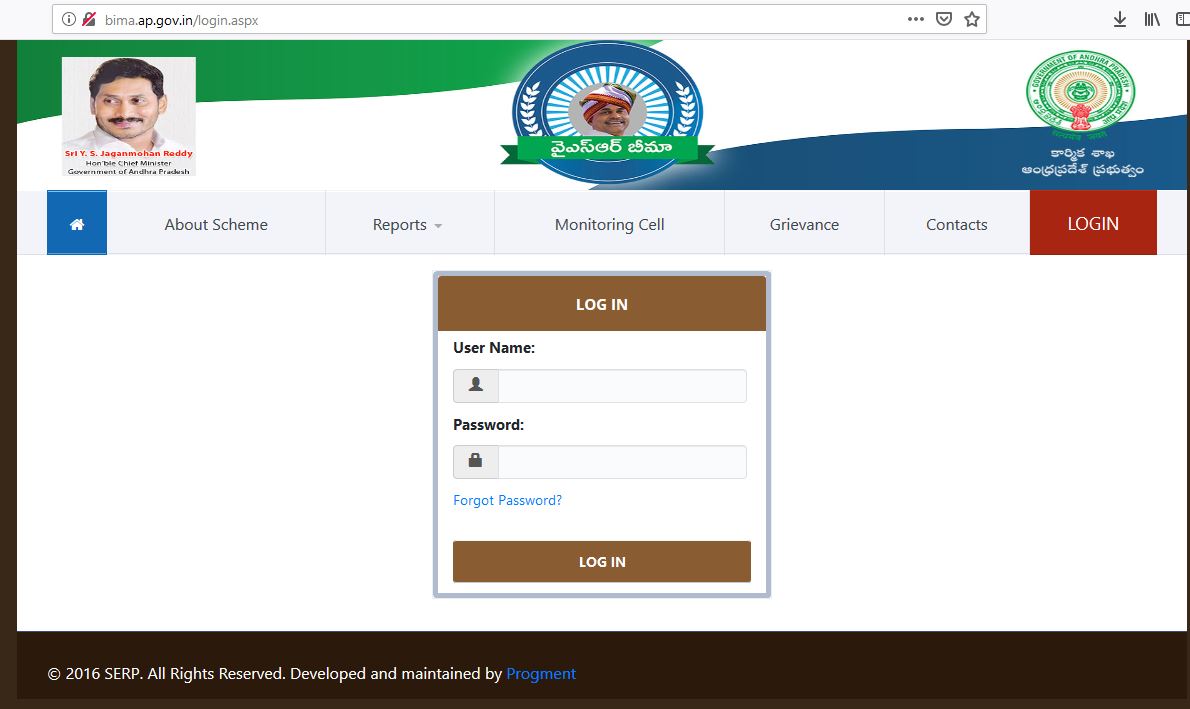 bima.ap.gov.in/login.aspx
Sri Y. S. Jaganmohan Reddy
Hon'ble Chief Minister
Government of Andhra Pradesh
వైఎస్ఆర్ బీమా
GOVERNMENT OF ANDHRA PRADESH
కార్మిక శాఖ
ఆంధ్రప్రదేశ్ ప్రభుత్వం
About Scheme
Reports
Monitoring Cell
Grievance
Contacts
LOGIN
LOG IN
User Name:
Password:
Forgot Password?
LOG IN
© 2016 SERP. All Rights Reserved. Developed and maintained by Progment